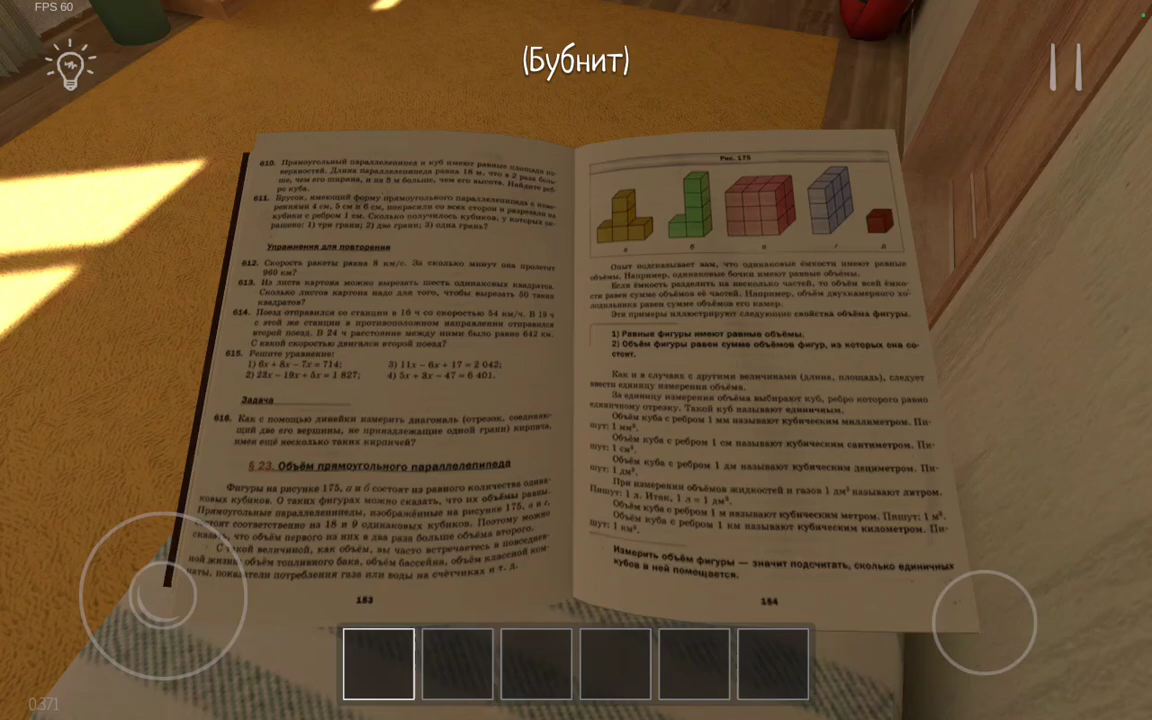 FPS 60
(Бубнит)
610. Прямоугольный параллелепипед и куб имеют равные площади по-
верхностей. Длина параллелепипеда равна 18 м, что в 2 раза боль-
ше, чем его ширина, и на 8 м больше, чем его высота. Найдите реб-
ро куба.
611. Брусок, имеющий форму прямоугольного параллелепипеда с изме-
рениями 4 см, 5 см и 6 см, покрасили со всех сторон и разрезали на
кубики с ребром 1 см. Сколько получилось кубиков, у которых ок-
рашено: 1) три грани; 2) две грани; 3) одна грань?
Упражнения для повторения
612. Скорость ракеты равна 8 км/с. За сколько минут она пролетит
960 км?
613. Из листа картона можно вырезать шесть одинаковых квадратов.
Сколько листов картона надо для того, чтобы вырезать 50 таких
квадратов?
614. Поезд отправился со станции в 16 ч со скоростью 54 км/ч. В 19 ч
с этой же станции в противоположном направлении отправился
второй поезд. В 24 ч расстояние между ними было равно 642 км.
С какой скоростью двигался второй поезд?
615. Решите уравнение:
1) 6x + 8x − 7x = 714; 3) 11x − 6x + 17 = 2 042;
2) 23x − 19x + 5x = 1 827; 4) 5x + 3x − 47 = 6 401.
Задача
616. Как с помощью линейки измерить диагональ (отрезок, соединяю-
щий две его вершины, не принадлежащие одной грани) кирпича,
имея ещё несколько таких кирпичей?
§ 23. Объём прямоугольного параллелепипеда
Фигуры на рисунке 175, а и б состоят из равного количества одина-
ковых кубиков. О таких фигурах можно сказать, что их объёмы равны.
Прямоугольные параллелепипеды, изображённые на рисунке 175, в и г,
состоят соответственно из 18 и 9 одинаковых кубиков. Поэтому можно
сказать, что объём первого из них в два раза больше объёма второго.
С такой величиной, как объём, вы часто встречаетесь в повседнев-
ной жизни: объём топливного бака, объём бассейна, объём классной ком-
наты, показатели потребления газа или воды на счётчиках и т. д.
153
Рис. 175
а б в г д
Опыт подсказывает вам, что одинаковые ёмкости имеют равные
объёмы. Например, одинаковые бочки имеют равные объёмы.
Если ёмкость разделить на несколько частей, то объём всей ёмко-
сти равен сумме объёмов её частей. Например, объём двухкамерного хо-
лодильника равен сумме объёмов его камер.
Эти примеры иллюстрируют следующие свойства объёма фигуры.
1) Равные фигуры имеют равные объёмы.
2) Объём фигуры равен сумме объёмов фигур, из которых она со-
стоит.
Как и в случаях с другими величинами (длина, площадь), следует
ввести единицу измерения объёма.
За единицу измерения объёма выбирают куб, ребро которого равно
единичному отрезку. Такой куб называют единичным.
Объём куба с ребром 1 мм называют кубическим миллиметром. Пи-
шут: 1 мм³.
Объём куба с ребром 1 см называют кубическим сантиметром. Пи-
шут: 1 см³.
Объём куба с ребром 1 дм называют кубическим дециметром. Пи-
шут: 1 дм³.
При измерении объёмов жидкостей и газов 1 дм³ называют литром.
Пишут: 1 л. Итак, 1 л = 1 дм³.
Объём куба с ребром 1 м называют кубическим метром. Пишут: 1 м³.
Объём куба с ребром 1 км называют кубическим километром. Пи-
шут: 1 км³.
Измерить объём фигуры — значит подсчитать, сколько единичных
кубов в ней помещается.
154
0.371